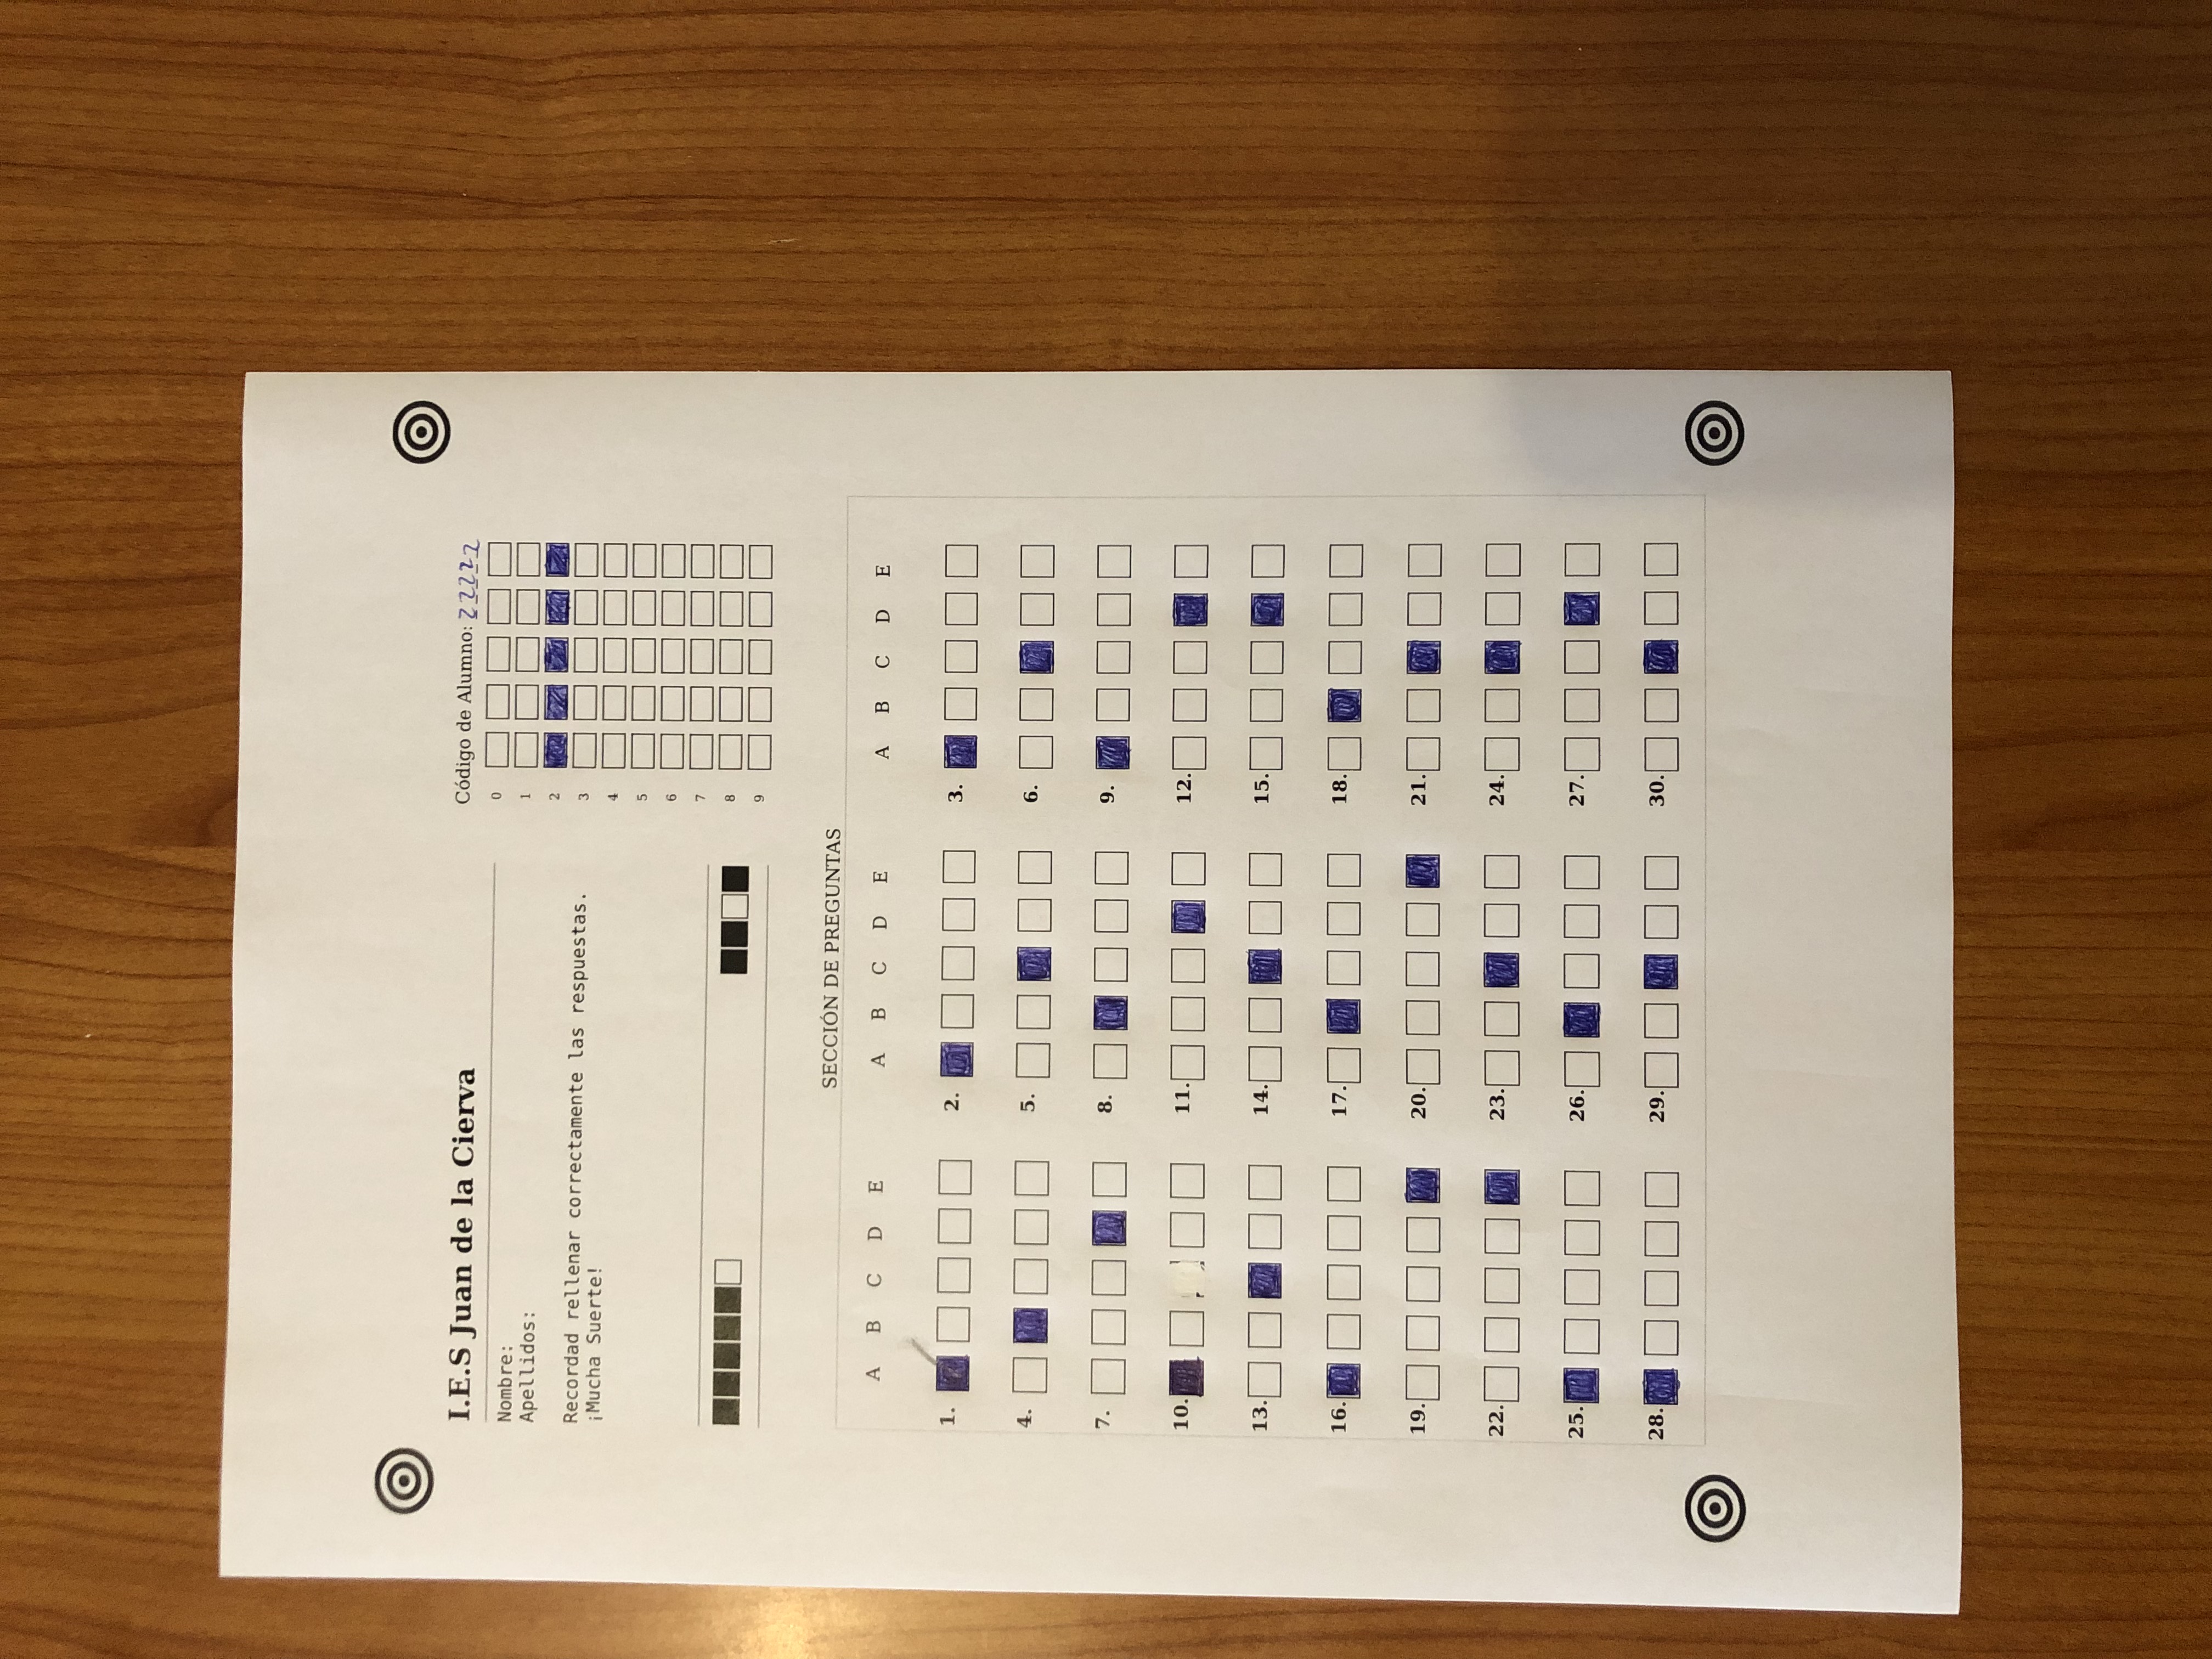 I.E.S Juan de la Cierva
Nombre:
Apellidos:
Recordad rellenar correctamente las respuestas.
¡Mucha Suerte!
Código de Alumno: 22222
0
1
2
3
4
5
6
7
8
9
SECCIÓN DE PREGUNTAS
A B C D E A B C D E A B C D E
1. 2. 3.
4. 5. 6.
7. 8. 9.
10. 11. 12.
13. 14. 15.
16. 17. 18.
19. 20. 21.
22. 23. 24.
25. 26. 27.
28. 29. 30.